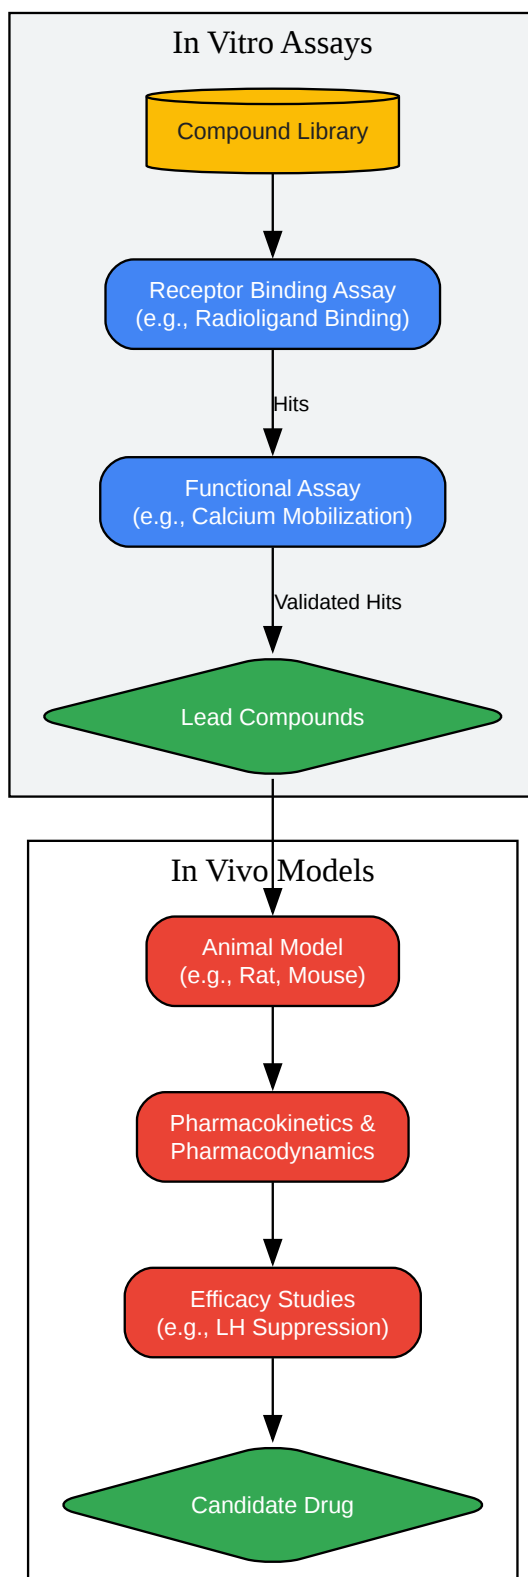 In Vitro Assays
Compound Library
Receptor Binding Assay
(e.g., Radioligand Binding)
Hits
Functional Assay
(e.g., Calcium Mobilization)
Validated Hits
Lead Compounds
In Vivo Models
Animal Model
(e.g., Rat, Mouse)
Pharmacokinetics &
Pharmacodynamics
Efficacy Studies
(e.g., LH Suppression)
Candidate Drug